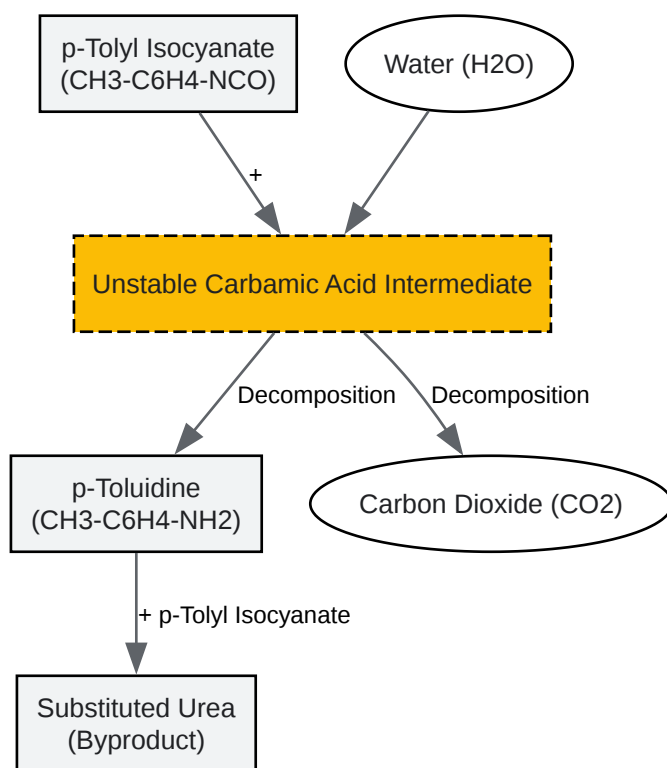 p-Tolyl Isocyanate
(CH3-C6H4-NCO)
Water (H2O)
+
Unstable Carbamic Acid Intermediate
Decomposition
Decomposition
p-Toluidine
(CH3-C6H4-NH2)
Carbon Dioxide (CO2)
+ p-Tolyl Isocyanate
Substituted Urea
(Byproduct)